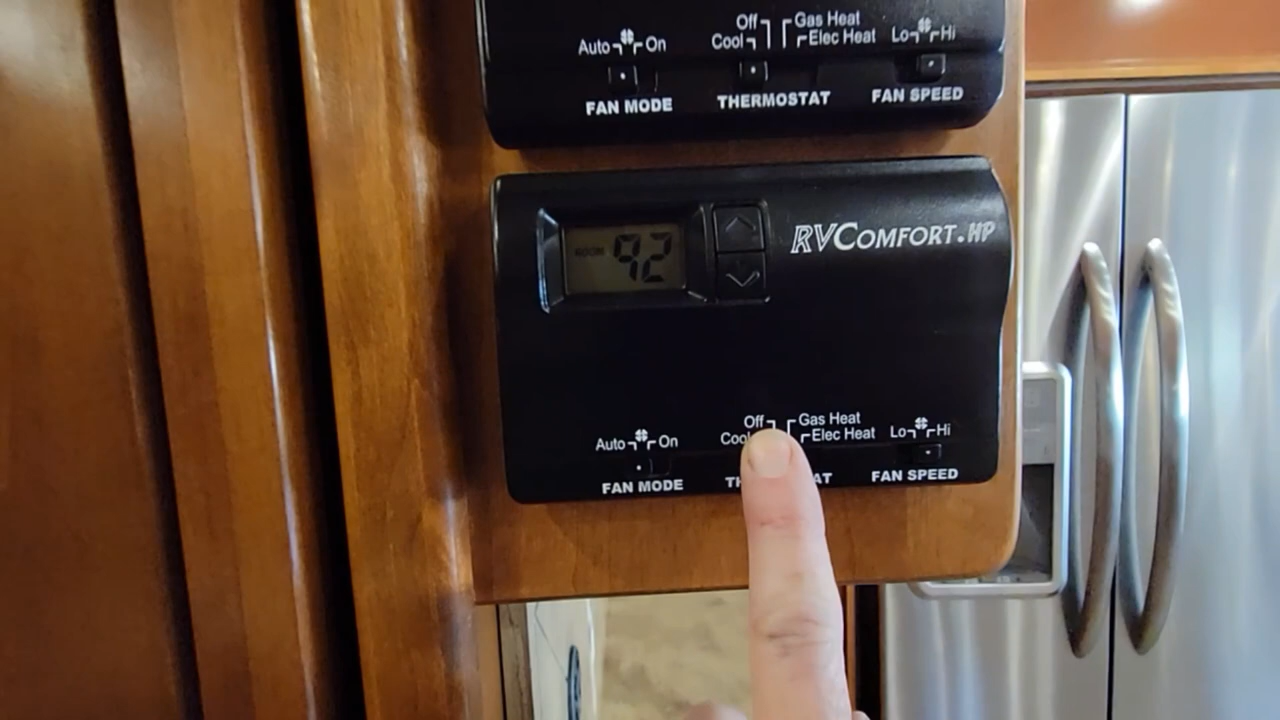 Off Gas Heat
Auto On Cool Elec Heat Lo Hi
FAN MODE THERMOSTAT FAN SPEED
ROOM 92 RVCOMFORT.HP
Off Gas Heat
Auto On Cool Elec Heat Lo Hi
FAN MODE FAN SPEED